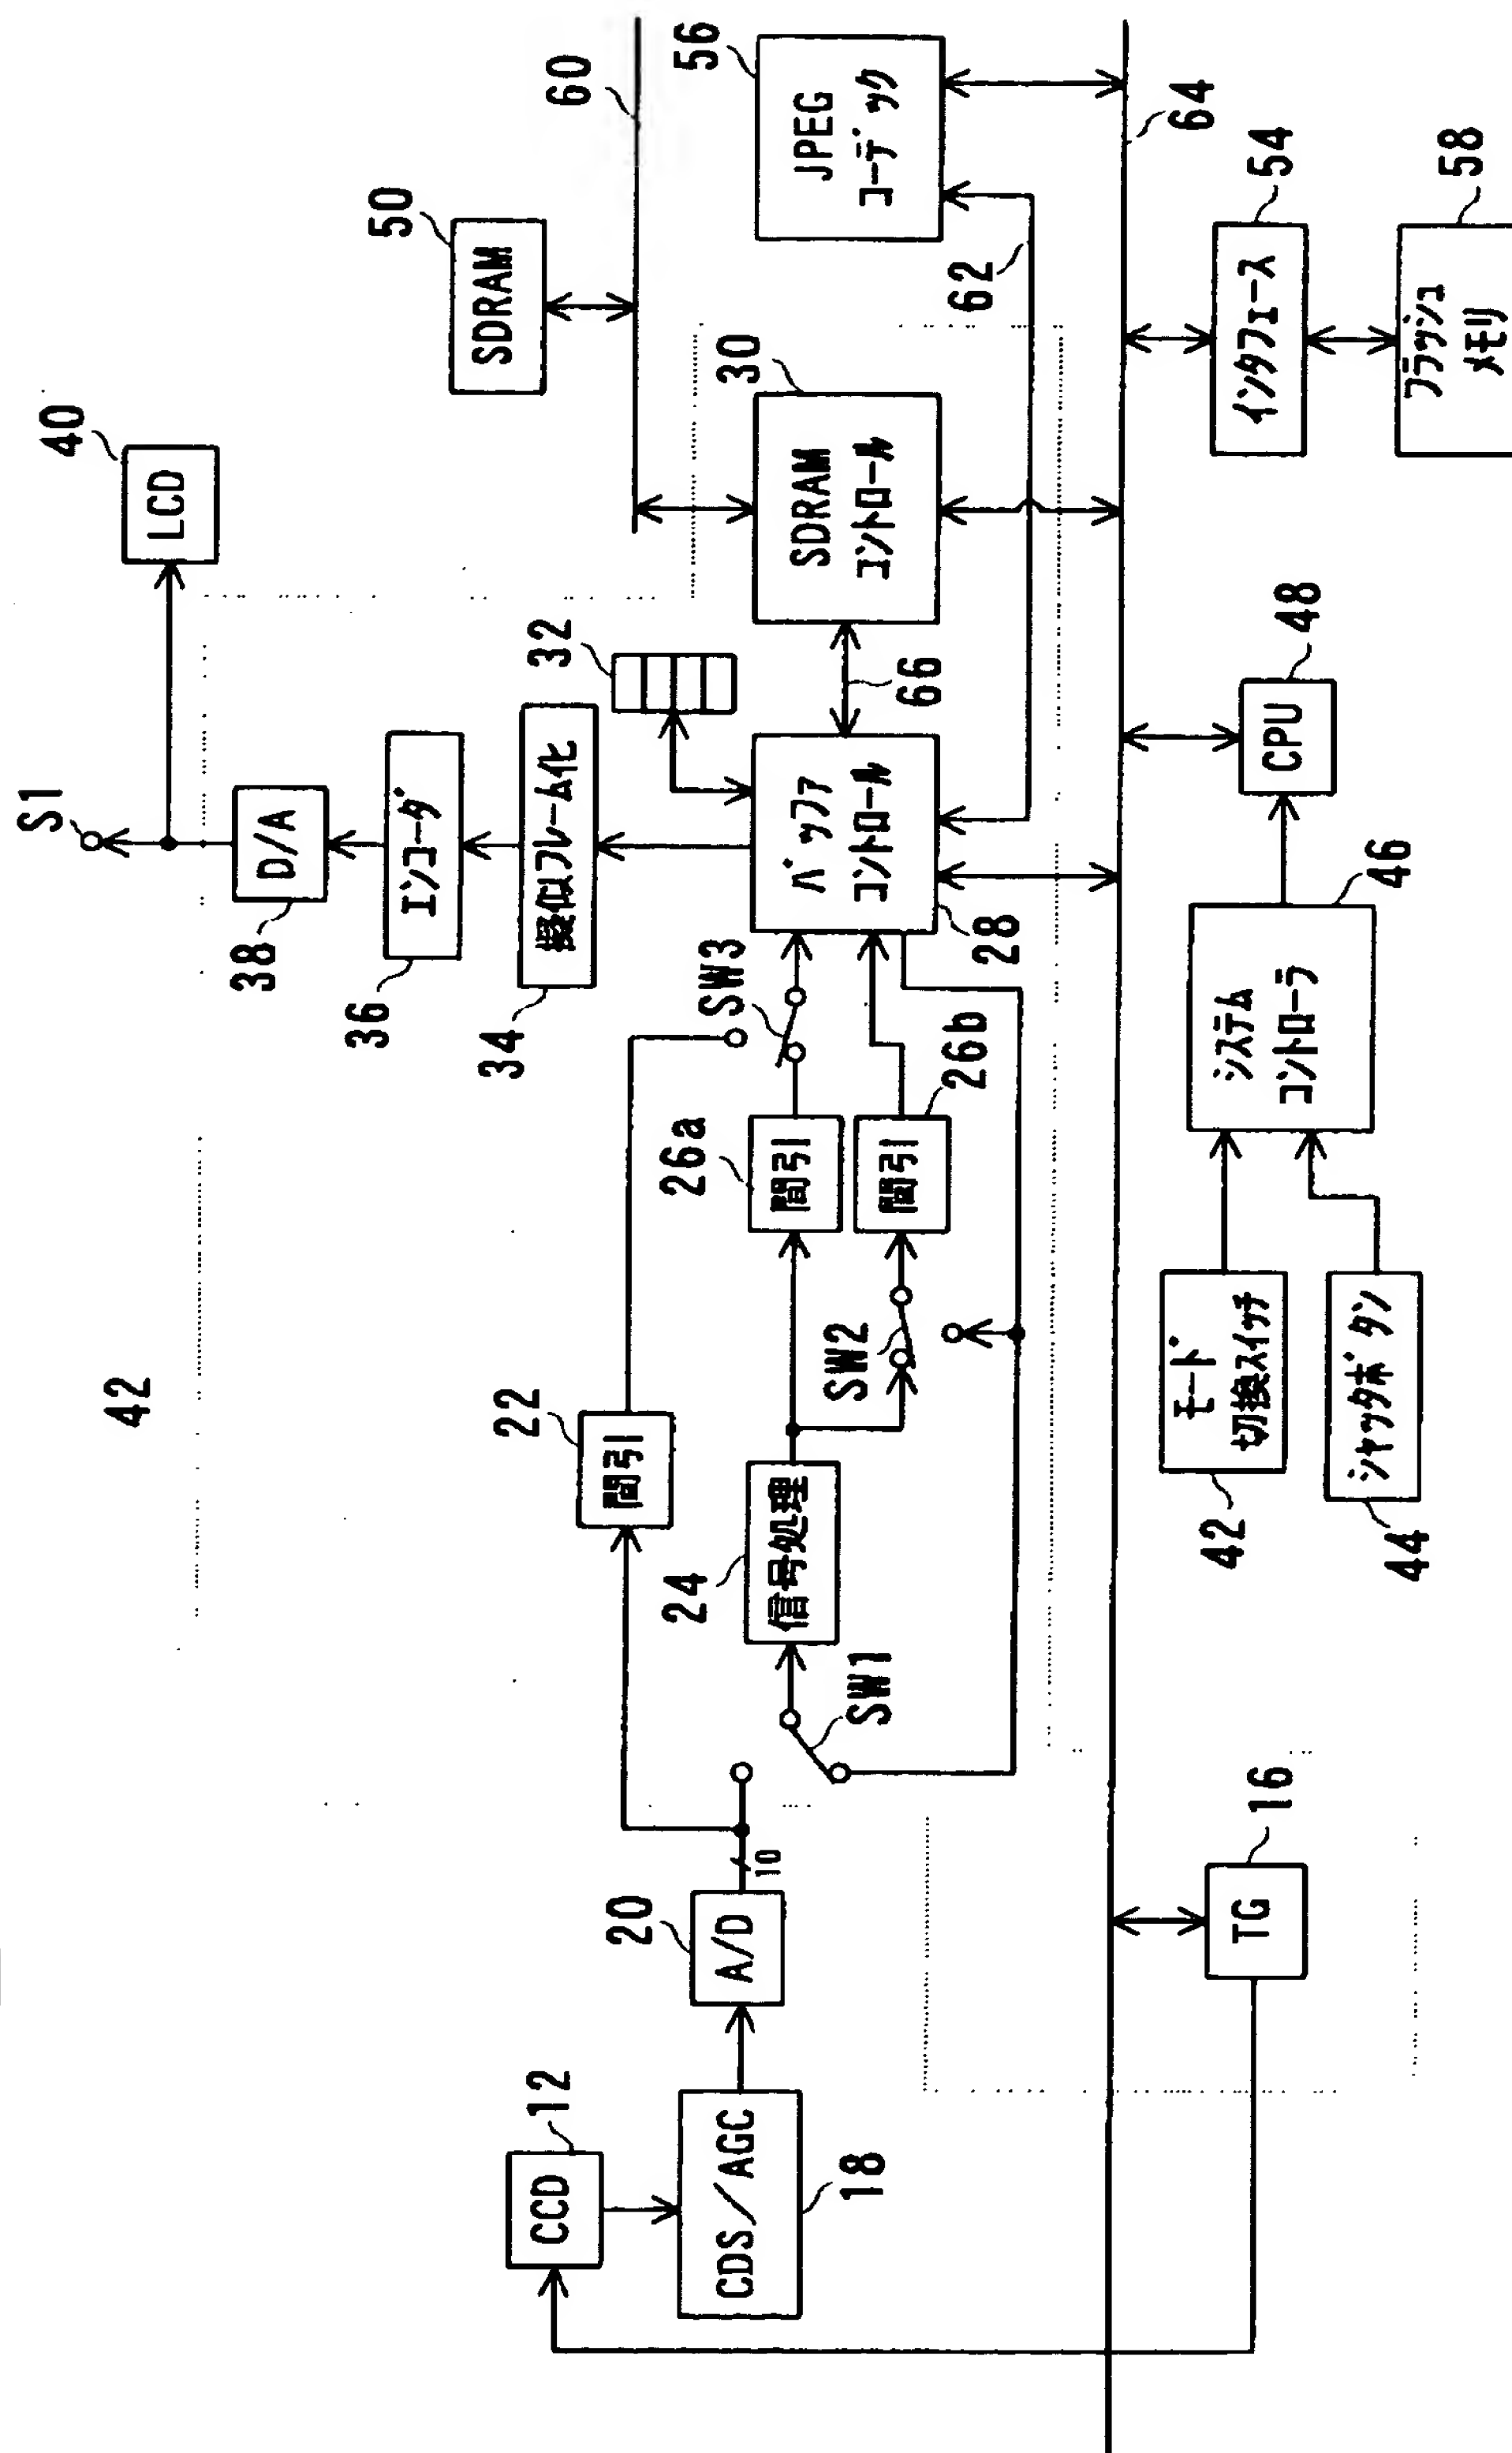 S1
40
LCD
50
SDRAM
60
56
JPEG
コーデック
D/A
38
エンコーダ
36
擬似フレーム化
34
32
30
SDRAM
コントロール
62
64
66
バッファ
コントロール
28
42
22
間引
SW3
26a
間引
26b
間引
SW2
24
信号処理
SW1
10
20
A/D
12
CCD
CDS/AGC
18
16
TG
モード
切換スイッチ
42
シャッタボタン
44
システム
コントローラ
46
CPU
48
インタフェース
54
フラッシュ
メモリ
58